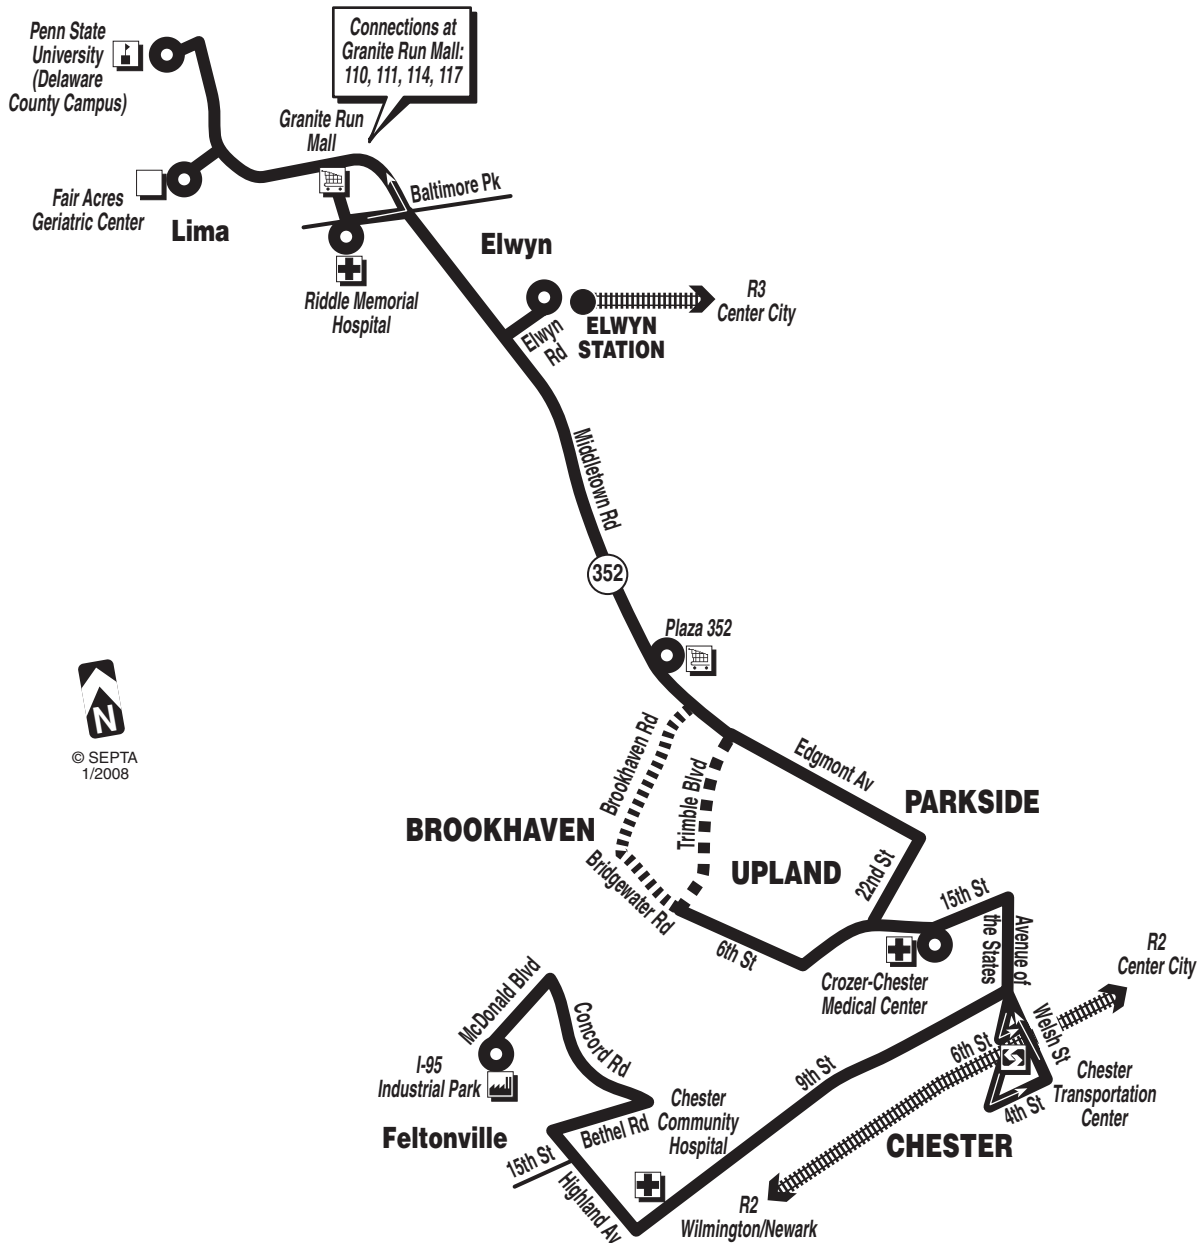 Penn State
University
(Delaware
County Campus)
Connections at
Granite Run Mall:
110, 111, 114, 117
Granite Run
Mall
Fair Acres
Geriatric Center
Lima
Baltimore Pk
Elwyn
Riddle Memorial
Hospital
Elwyn
Rd
ELWYN
STATION
R3
Center City
Middletown Rd
352
Plaza 352
N
© SEPTA
1/2008
Brookhaven Rd
Trimble Blvd
Edgmont Av
PARKSIDE
BROOKHAVEN
UPLAND
Bridgewater Rd
22nd St
15th St
6th St
Avenue of
the States
Crozer-Chester
Medical Center
R2
Center City
McDonald Blvd
Concord Rd
I-95
Industrial Park
9th St
6th St
Welsh St
4th St
Chester
Transportation
Center
Chester
Community
Hospital
Feltonville
Bethel Rd
15th St
Highland Av
CHESTER
R2
Wilmington/Newark